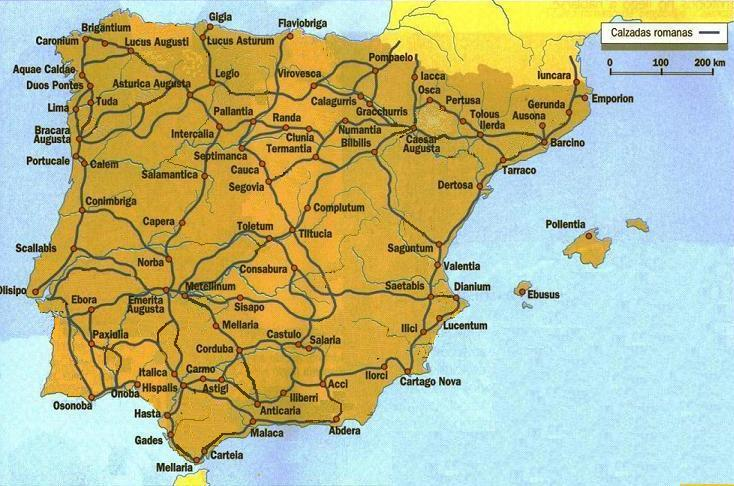 Gigia
Flaviobriga
Brigantium
Caronium
Lucus Augusti
Lucus Asturum
Calzadas romanas
0 100 200 km
Pompaelo
Aquae Caldae
Duos Pontes
Asturica Augusta
Legio
Virovesca
Iacca
Osca
Iuncara
Lima
Tuda
Pallantia
Calagurris
Gracchurris
Pertusa
Gerunda
Emporion
Randa
Tolous
Ausona
Bracara
Augusta
Intercalia
Clunia
Numantia
Ilerda
Septimanca
Termantia
Bilbilis
Caesar
Augusta
Barcino
Portucale
Calem
Cauca
Tarraco
Salamantica
Segovia
Dertosa
Conimbriga
Complutum
Capera
Toletum
Titlucia
Pollentia
Scallabis
Saguntum
Norba
Consabura
Valentia
Olisipo
Ebora
Emerita
Augusta
Metellinum
Saetabis
Dianium
Ebusus
Sisapo
Mellaria
Paxiulia
Castulo
Salaria
Ilici
Lucentum
Corduba
Italica
Carmo
Ilorci
Cartago Nova
Onoba
Hispalis
Astigi
Acci
Osonoba
Iliberri
Hasta
Anticaria
Gades
Malaca
Abdera
Carteia
Mellaria